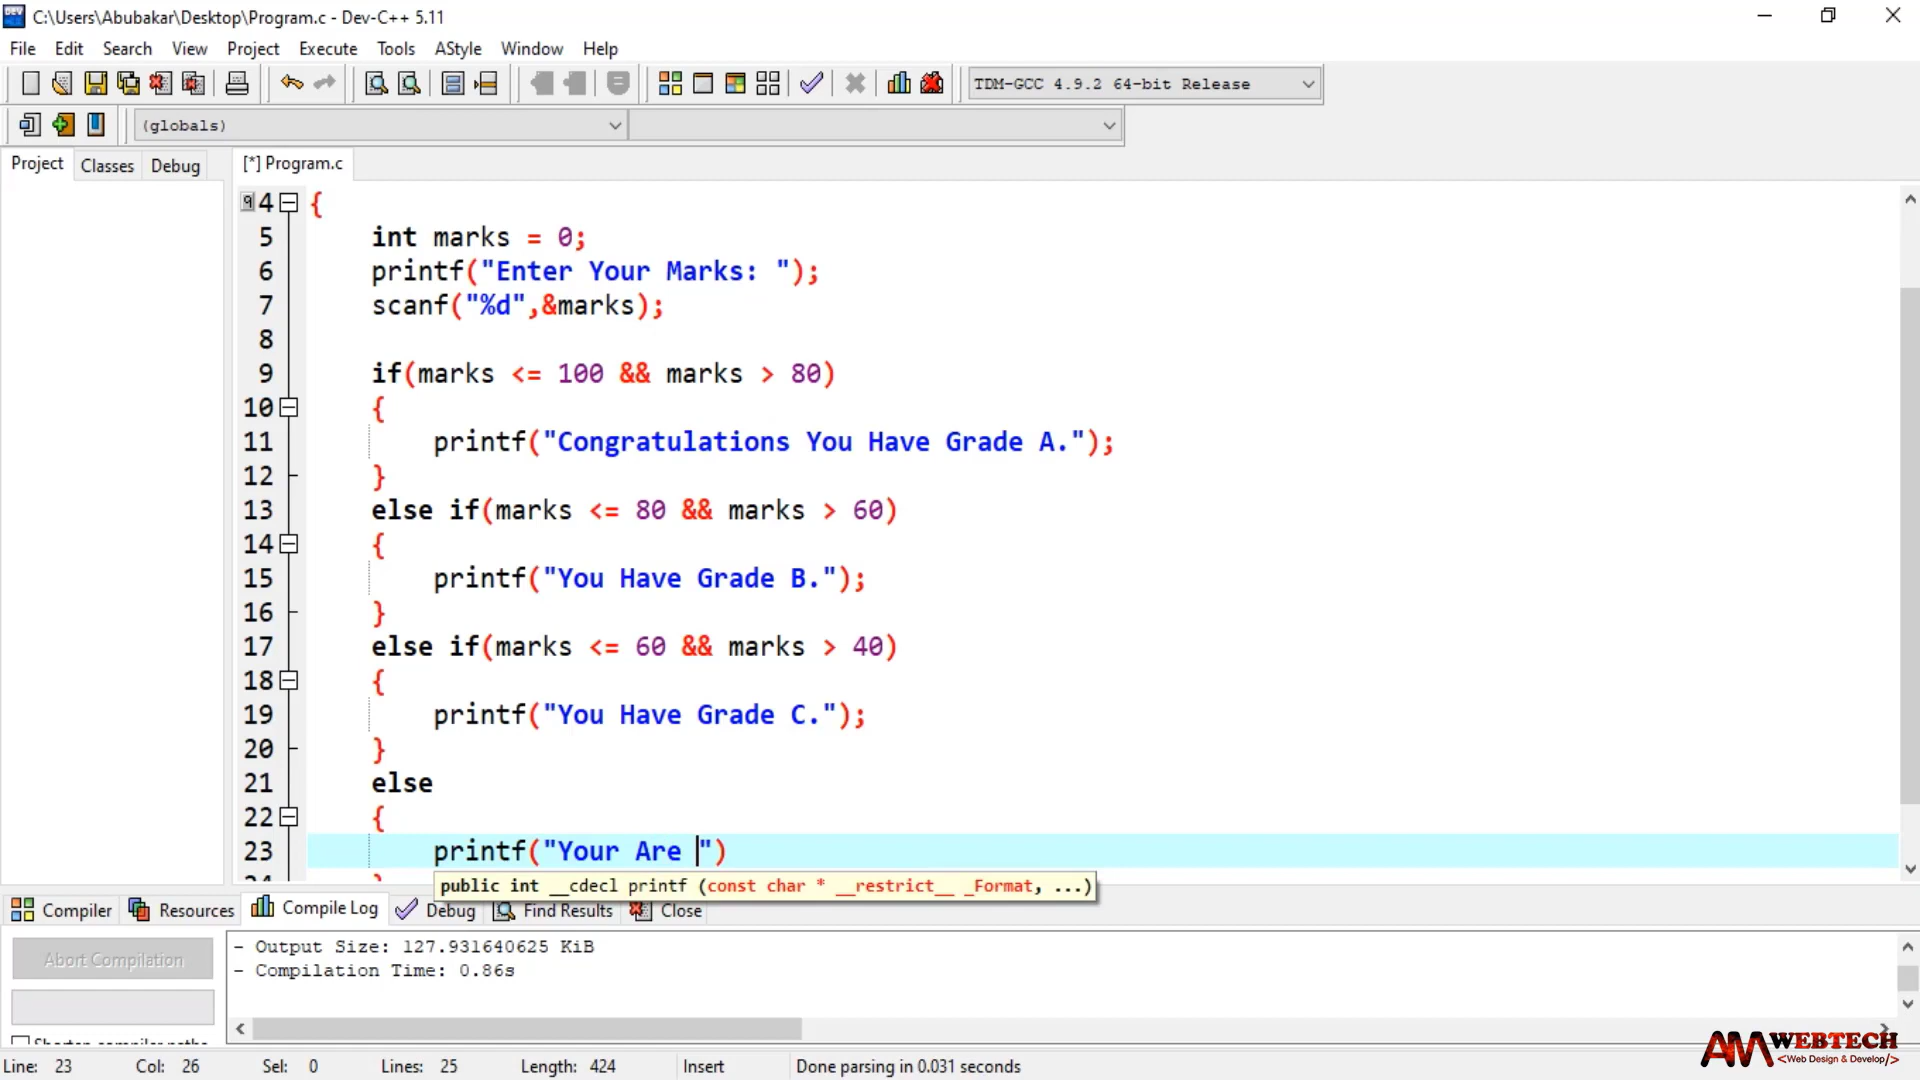 C:\Users\Abubakar\Desktop\Program.c - Dev-C++ 5.11
File Edit Search View Project Execute Tools AStyle Window Help
TDM-GCC 4.9.2 64-bit Release
(globals)
Project Classes Debug [*] Program.c
4 {
5 int marks = 0;
6 printf("Enter Your Marks: ");
7 scanf("%d",&marks);
8
9 if(marks <= 100 && marks > 80)
10 {
11 printf("Congratulations You Have Grade A.");
12 }
13 else if(marks <= 80 && marks > 60)
14 {
15 printf("You Have Grade B.");
16 }
17 else if(marks <= 60 && marks > 40)
18 {
19 printf("You Have Grade C.");
20 }
21 else
22 {
23 printf("Your Are ")
public int __cdecl printf (const char * __restrict__ _Format, ...)
Compiler Resources Compile Log Debug Find Results Close
Abort Compilation
- Output Size: 127.931640625 KiB
- Compilation Time: 0.86s
AM WEBTECH
<Web Design & Develop/>
Line: 23 Col: 26 Sel: 0 Lines: 25 Length: 424 Insert Done parsing in 0.031 seconds